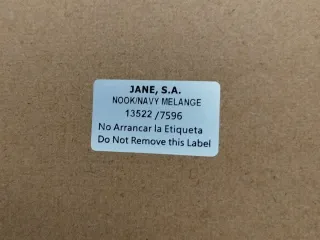 JANE, S.A.
NOOK/NAVY MELANGE
13522 /7596
No Arrancar la Etiqueta
Do Not Remove this Label